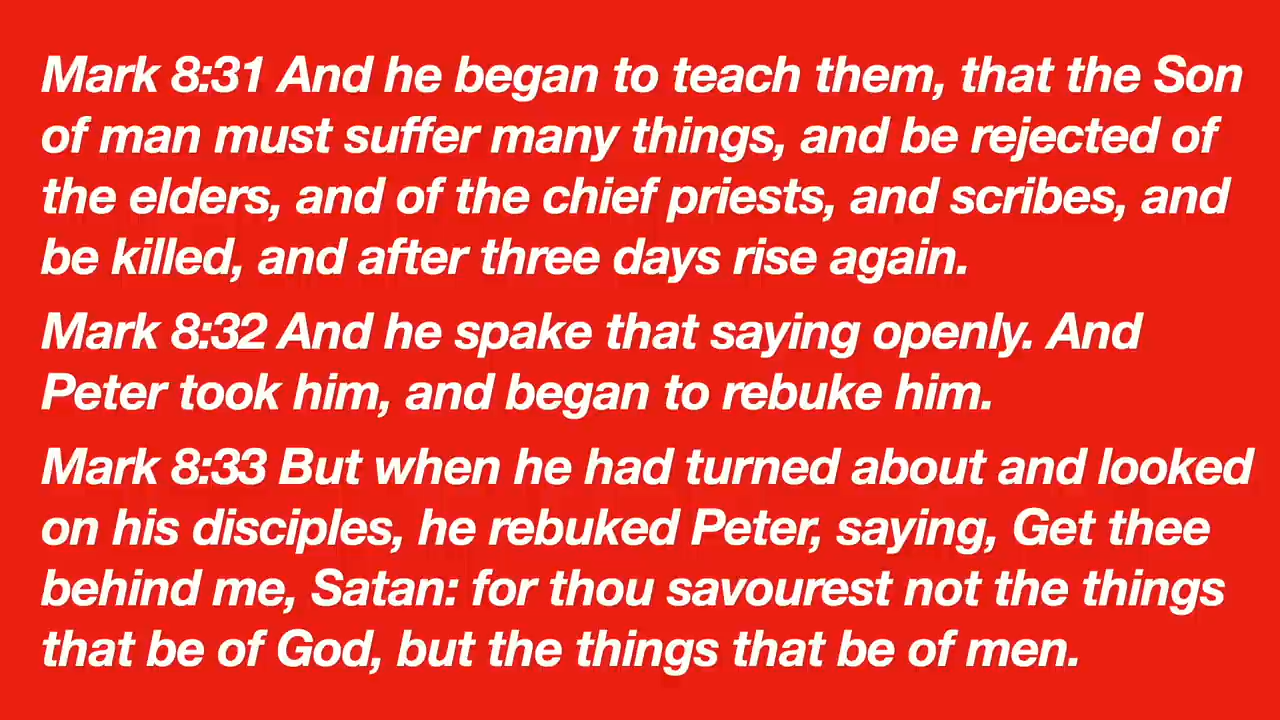 Mark 8:31 And he began to teach them, that the Son
of man must suffer many things, and be rejected of
the elders, and of the chief priests, and scribes, and
be killed, and after three days rise again.
Mark 8:32 And he spake that saying openly. And
Peter took him, and began to rebuke him.
Mark 8:33 But when he had turned about and looked
on his disciples, he rebuked Peter, saying, Get thee
behind me, Satan: for thou savourest not the things
that be of God, but the things that be of men.